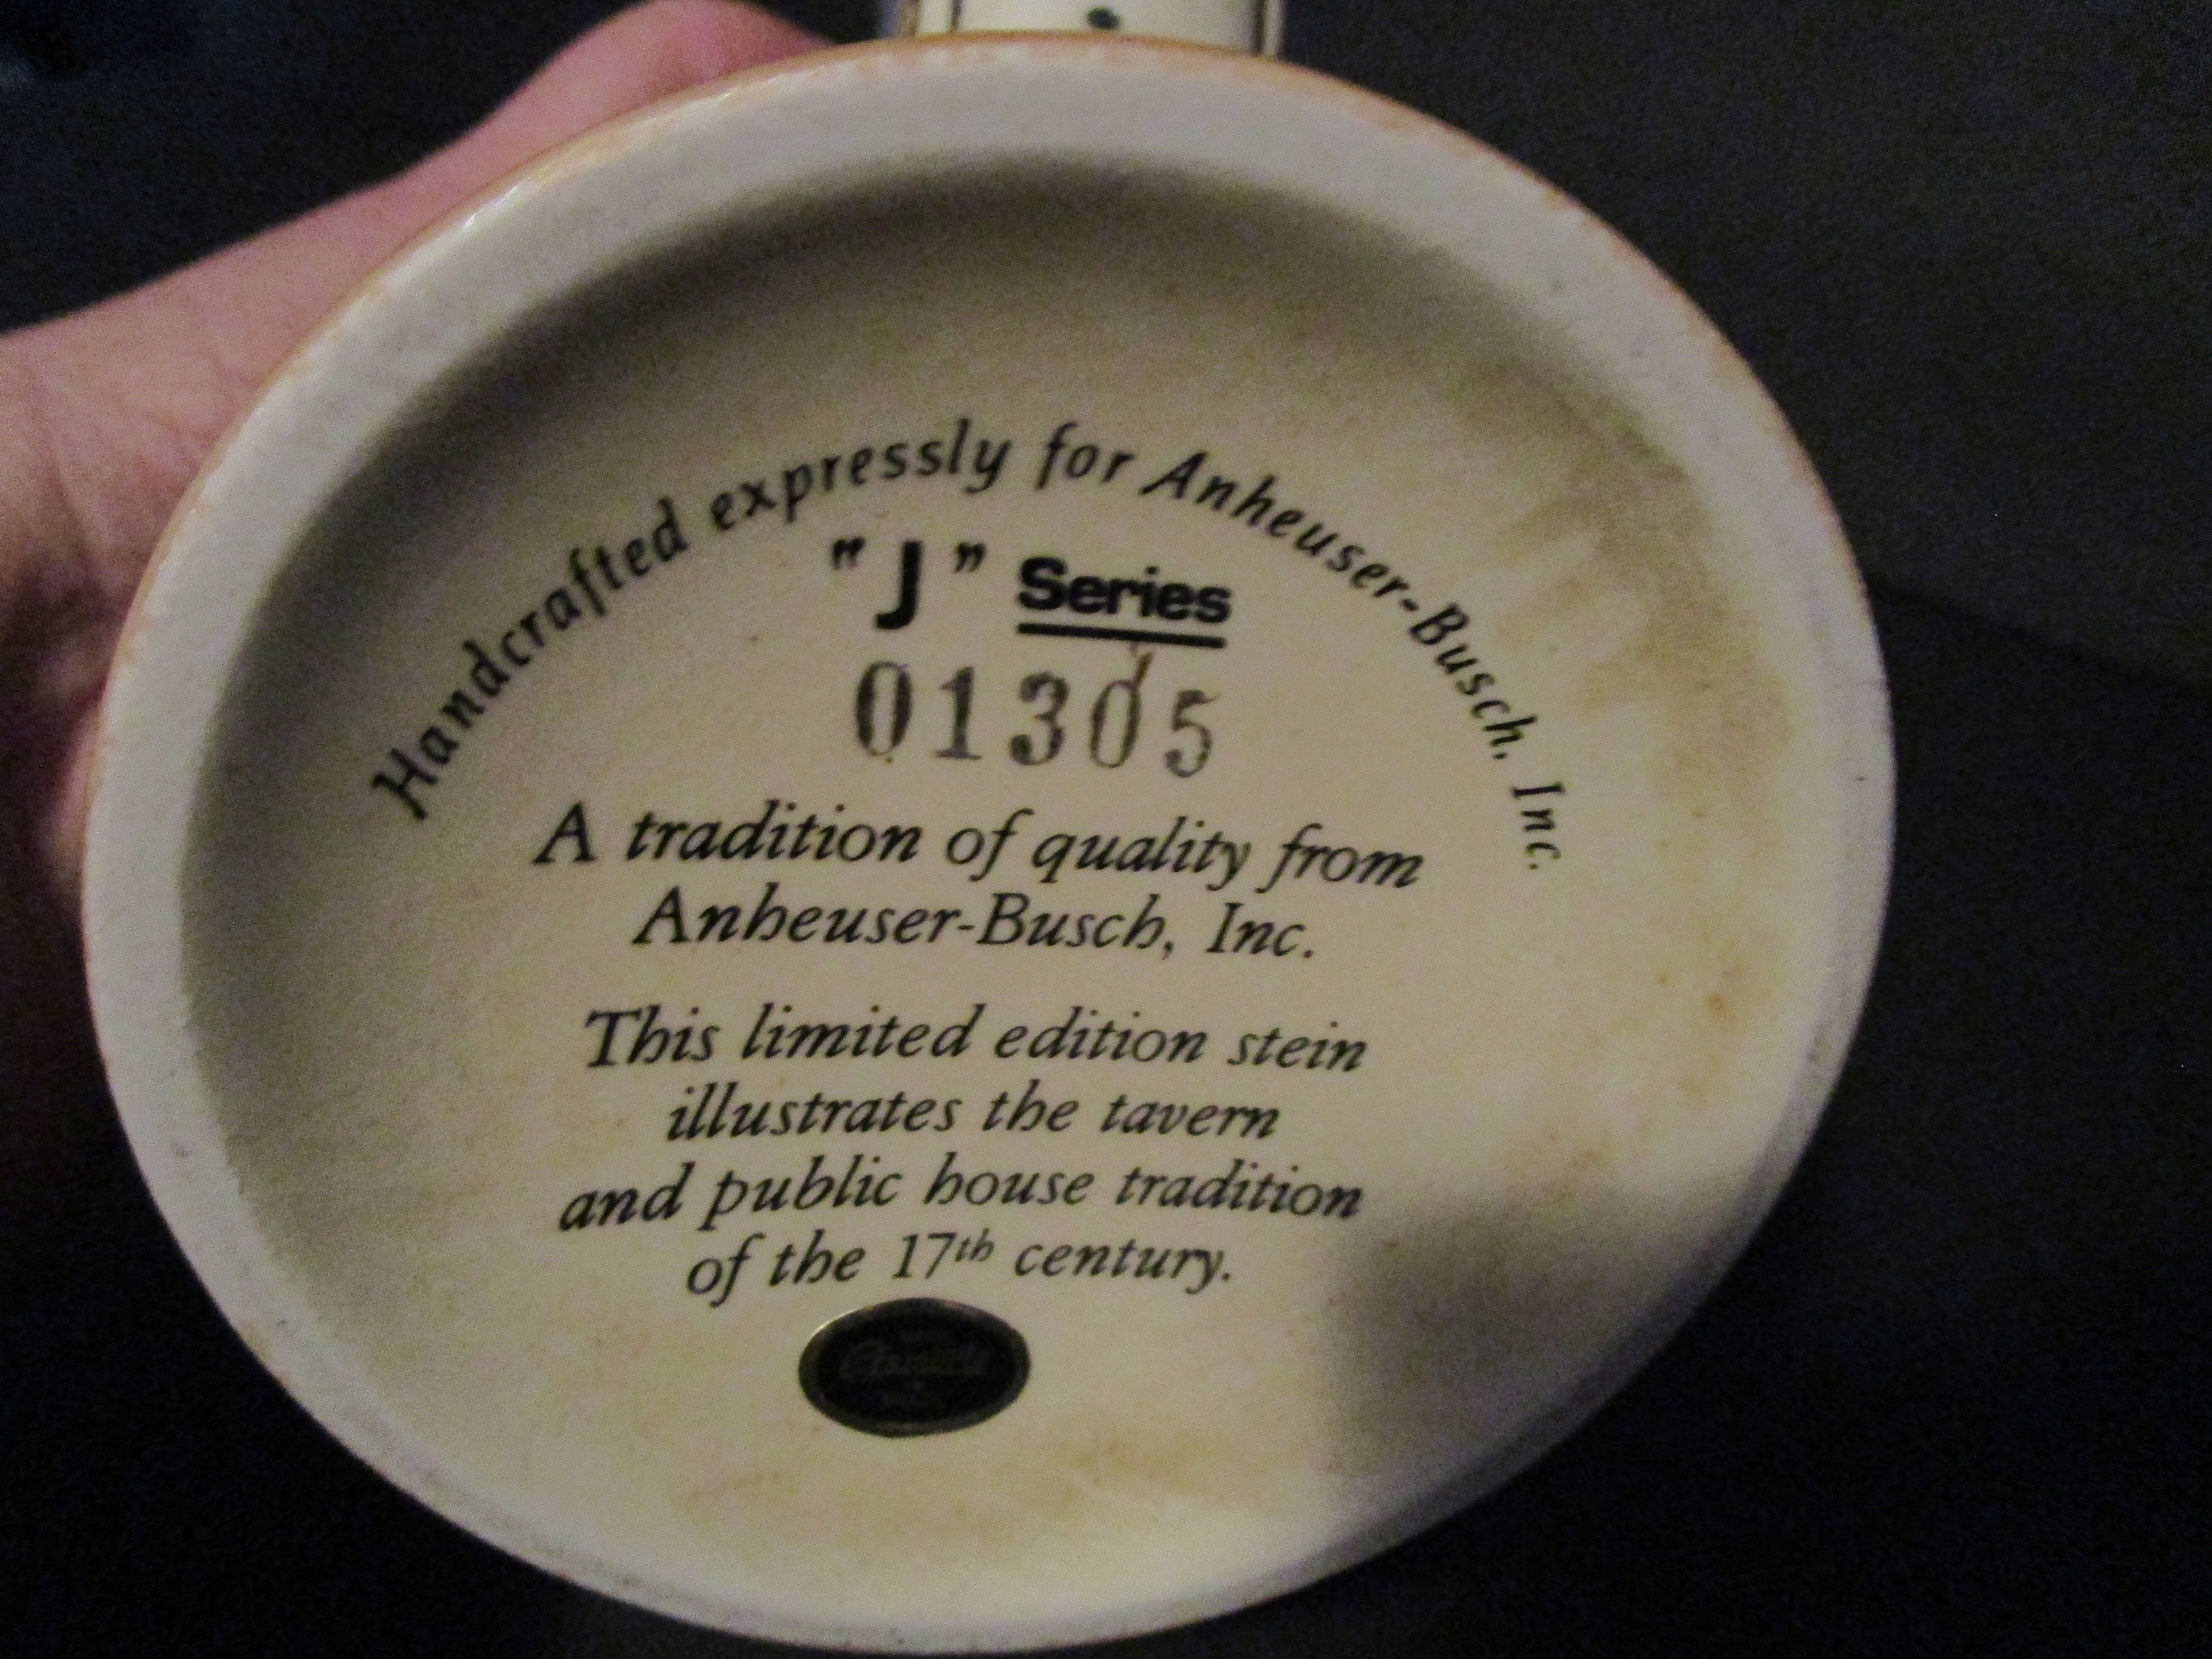 Handcrafted expressly for Anheuser-Busch, Inc.
"J" Series
01305
A tradition of quality from
Anheuser-Busch, Inc.
This limited edition stein
illustrates the tavern
and public house tradition
of the 17th century.